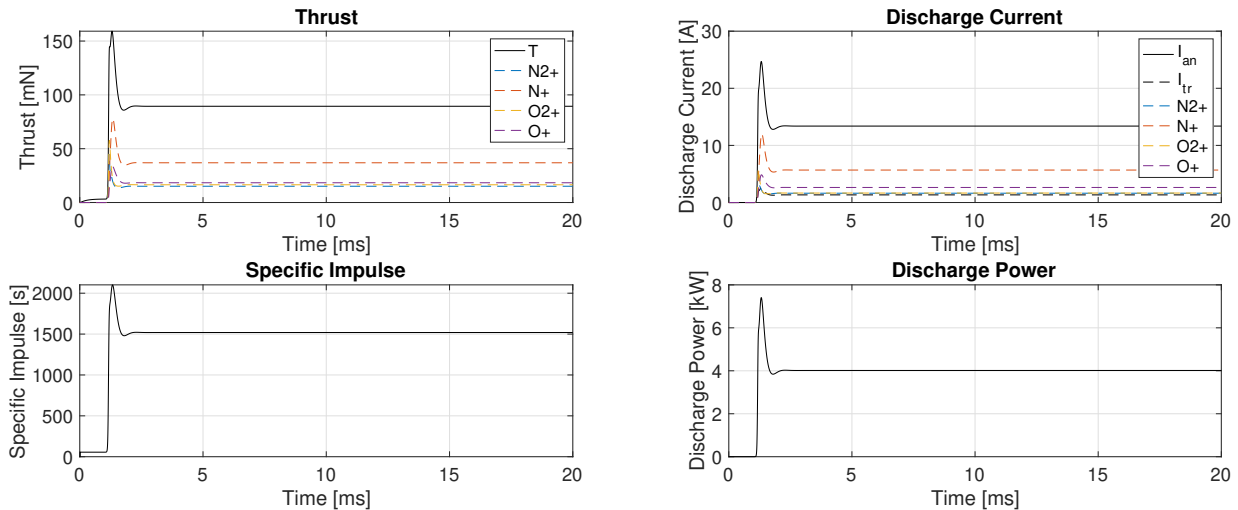 Thrust
Thrust [mN]
150
100
50
0
0 5 10 15 20
Time [ms]
T
N2+
N+
O2+
O+
Discharge Current
Discharge Current [A]
30
20
10
0
0 5 10 15 20
Time [ms]
I_an
I_tr
N2+
N+
O2+
O+
Specific Impulse
Specific Impulse [s]
2000
1500
1000
500
0
0 5 10 15 20
Time [ms]
Discharge Power
Discharge Power [kW]
8
6
4
2
0
0 5 10 15 20
Time [ms]